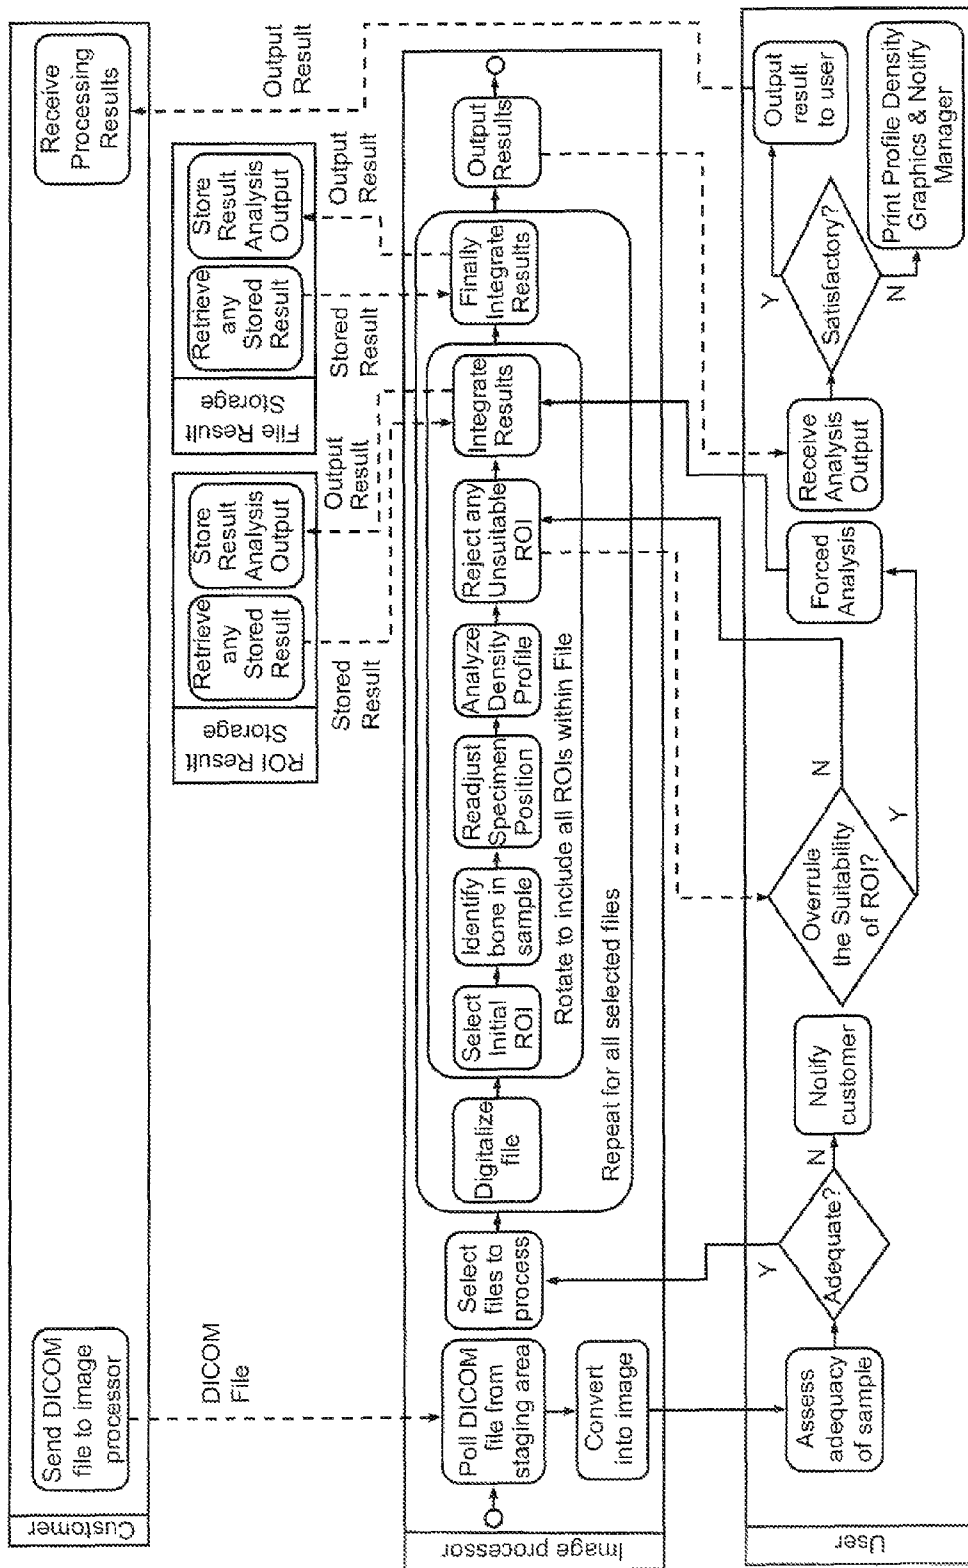 Customer
Send DICOM
file to image
processor
Receive
Processing
Results
DICOM
File
ROI Result
Storage
Retrieve
any
Stored
Result
Store
Result
Analysis
Output
File Result
Storage
Retrieve
any
Stored Result
Store
Result
Analysis
Output
Stored
Result
Output
Result
Stored
Result
Output
Result
Output
Result
Image processor
Poll DICOM
file from
staging area
Convert
into image
Select
files to
process
Digitalize
file
Select
Initial
ROI
Identify
bone in
sample
Readjust
Specimen
Position
Analyze
Density
Profile
Reject any
Unsuitable
ROI
Integrate
Results
Finally
Integrate
Results
Output
Results
Rotate to include all ROIs within File
Repeat for all selected files
User
Assess
adequacy
of sample
Adequate?
Y
N
Notify
customer
Overrule
the Suitability
of ROI?
N
Y
Forced
Analysis
Receive
Analysis
Output
Satisfactory?
Y
N
Output
result
to user
Print Profile Density
Graphics & Notify
Manager